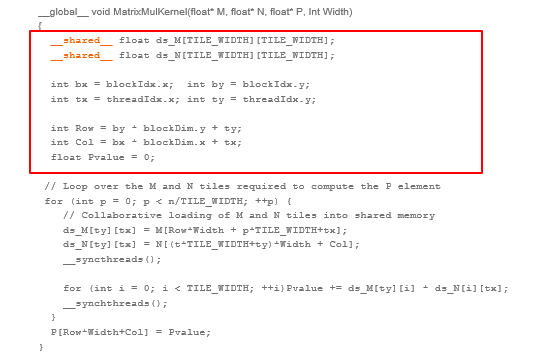 __global__ void MatrixMulKernel(float* M, float* N, float* P, Int Width)
{
__shared__ float ds_M[TILE_WIDTH][TILE_WIDTH];
__shared__ float ds_N[TILE_WIDTH][TILE_WIDTH];
int bx = blockIdx.x;  int by = blockIdx.y;
int tx = threadIdx.x; int ty = threadIdx.y;
int Row = by * blockDim.y + ty;
int Col = bx * blockDim.x + tx;
float Pvalue = 0;
// Loop over the M and N tiles required to compute the P element
for (int p = 0; p < n/TILE_WIDTH; ++p) {
// Collaborative loading of M and N tiles into shared memory
ds_M[ty][tx] = M[Row*Width + p*TILE_WIDTH+tx];
ds_N[ty][tx] = N[(t*TILE_WIDTH+ty)*Width + Col];
__syncthreads();
for (int i = 0; i < TILE_WIDTH; ++i)Pvalue += ds_M[ty][i] * ds_N[i][tx];
__synchthreads();
}
P[Row*Width+Col] = Pvalue;
}